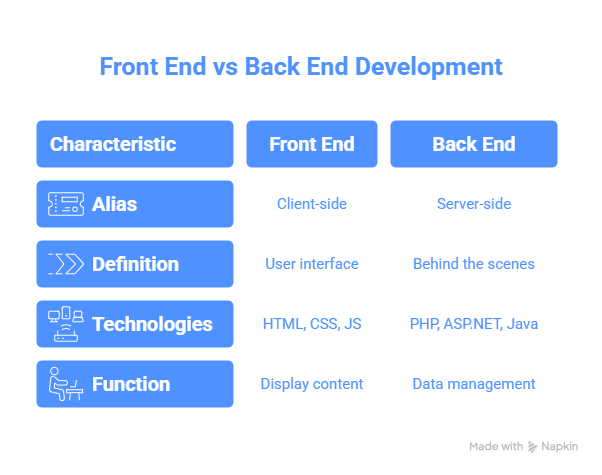 Front End vs Back End Development
Characteristic Front End Back End
Alias Client-side Server-side
Definition User interface Behind the scenes
Technologies HTML, CSS, JS PHP, ASP.NET, Java
Function Display content Data management
Made with Napkin